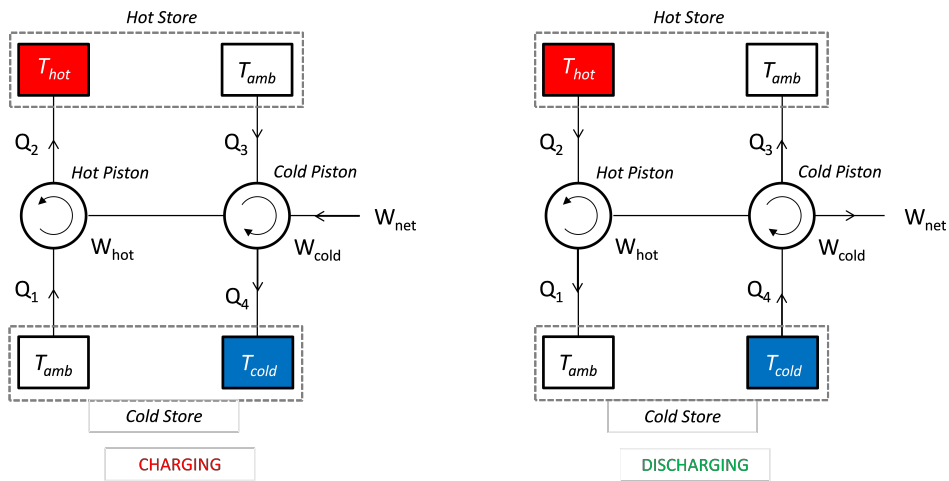 Hot Store
T_hot
T_amb
Q_2
Q_3
Hot Piston
Cold Piston
W_net
W_hot
W_cold
Q_1
Q_4
T_amb
T_cold
Cold Store
CHARGING
Hot Store
T_hot
T_amb
Q_2
Q_3
Hot Piston
Cold Piston
W_net
W_hot
W_cold
Q_1
Q_4
T_amb
T_cold
Cold Store
DISCHARGING